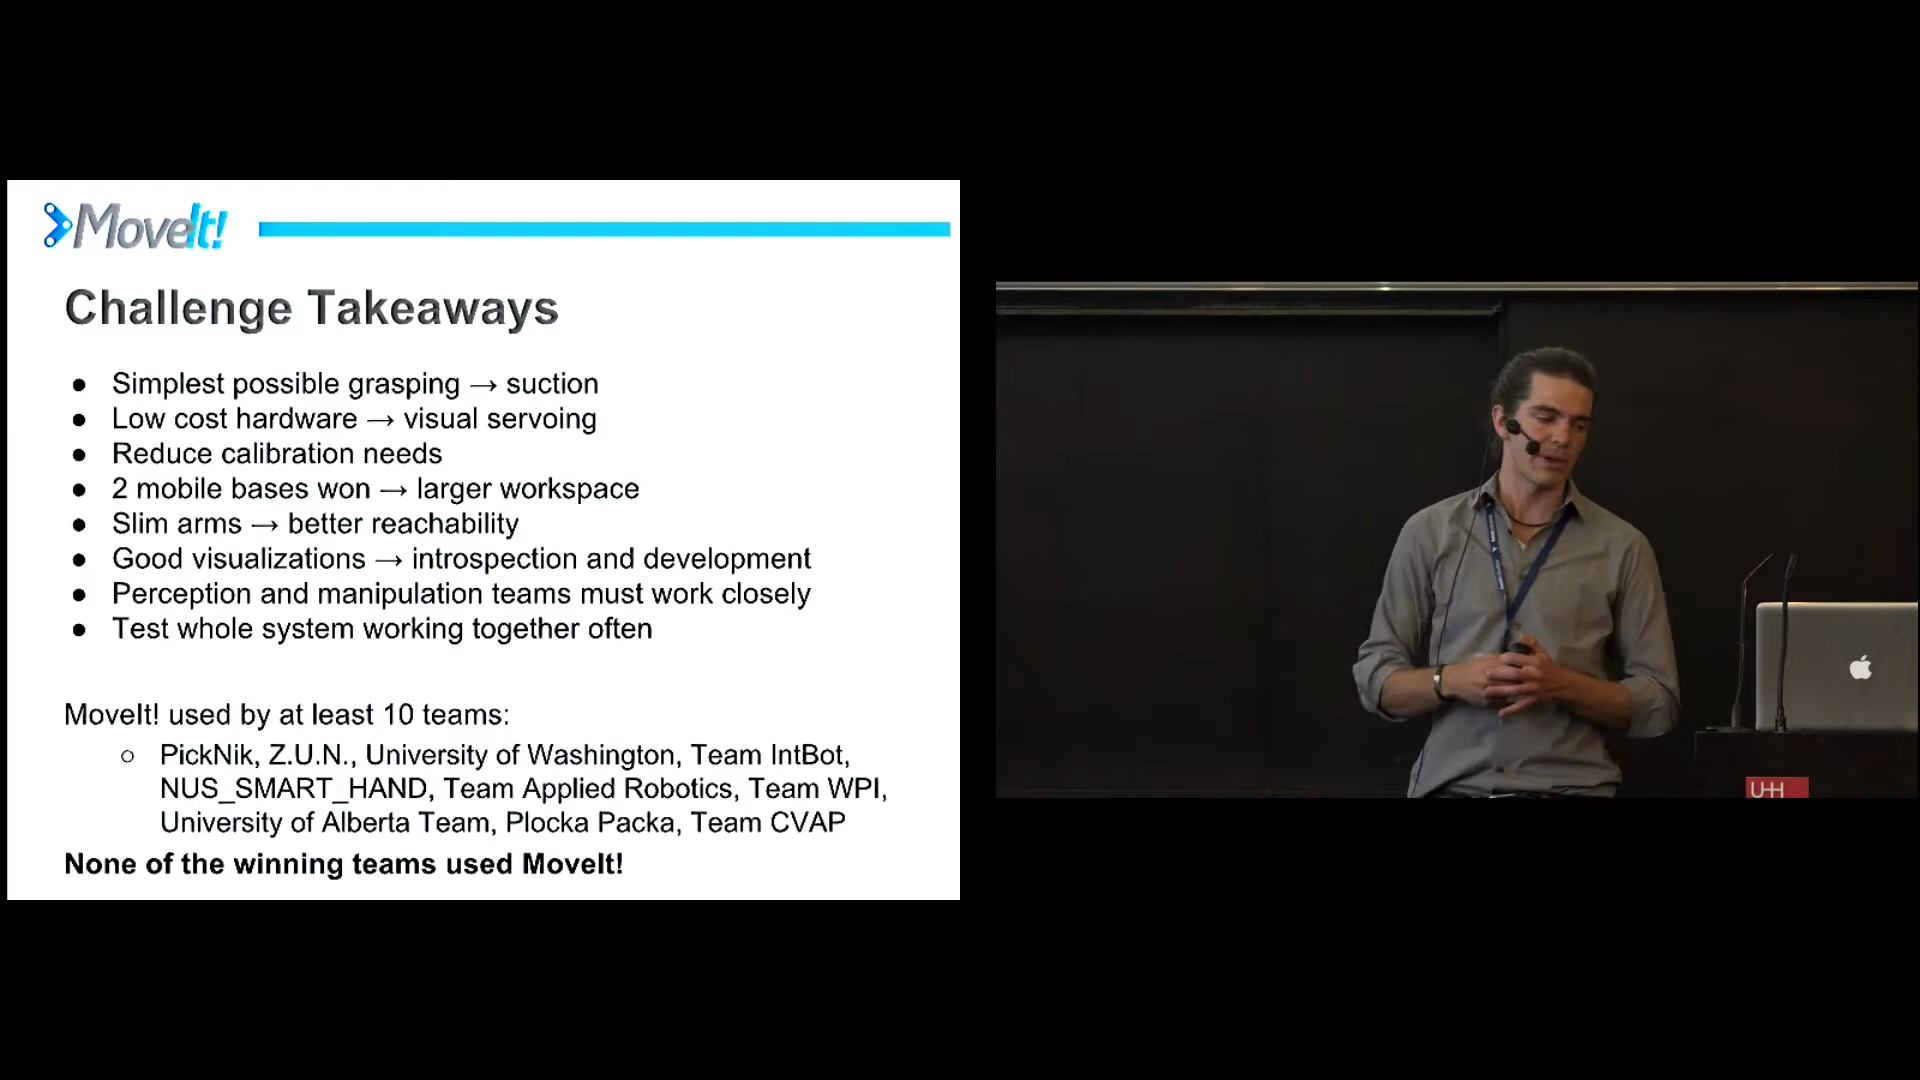 MoveIt!
Challenge Takeaways
● Simplest possible grasping → suction
● Low cost hardware → visual servoing
● Reduce calibration needs
● 2 mobile bases won → larger workspace
● Slim arms → better reachability
● Good visualizations → introspection and development
● Perception and manipulation teams must work closely
● Test whole system working together often
MoveIt! used by at least 10 teams:
○ PickNik, Z.U.N., University of Washington, Team IntBot,
NUS_SMART_HAND, Team Applied Robotics, Team WPI,
University of Alberta Team, Plocka Packa, Team CVAP
None of the winning teams used MoveIt!
UHH